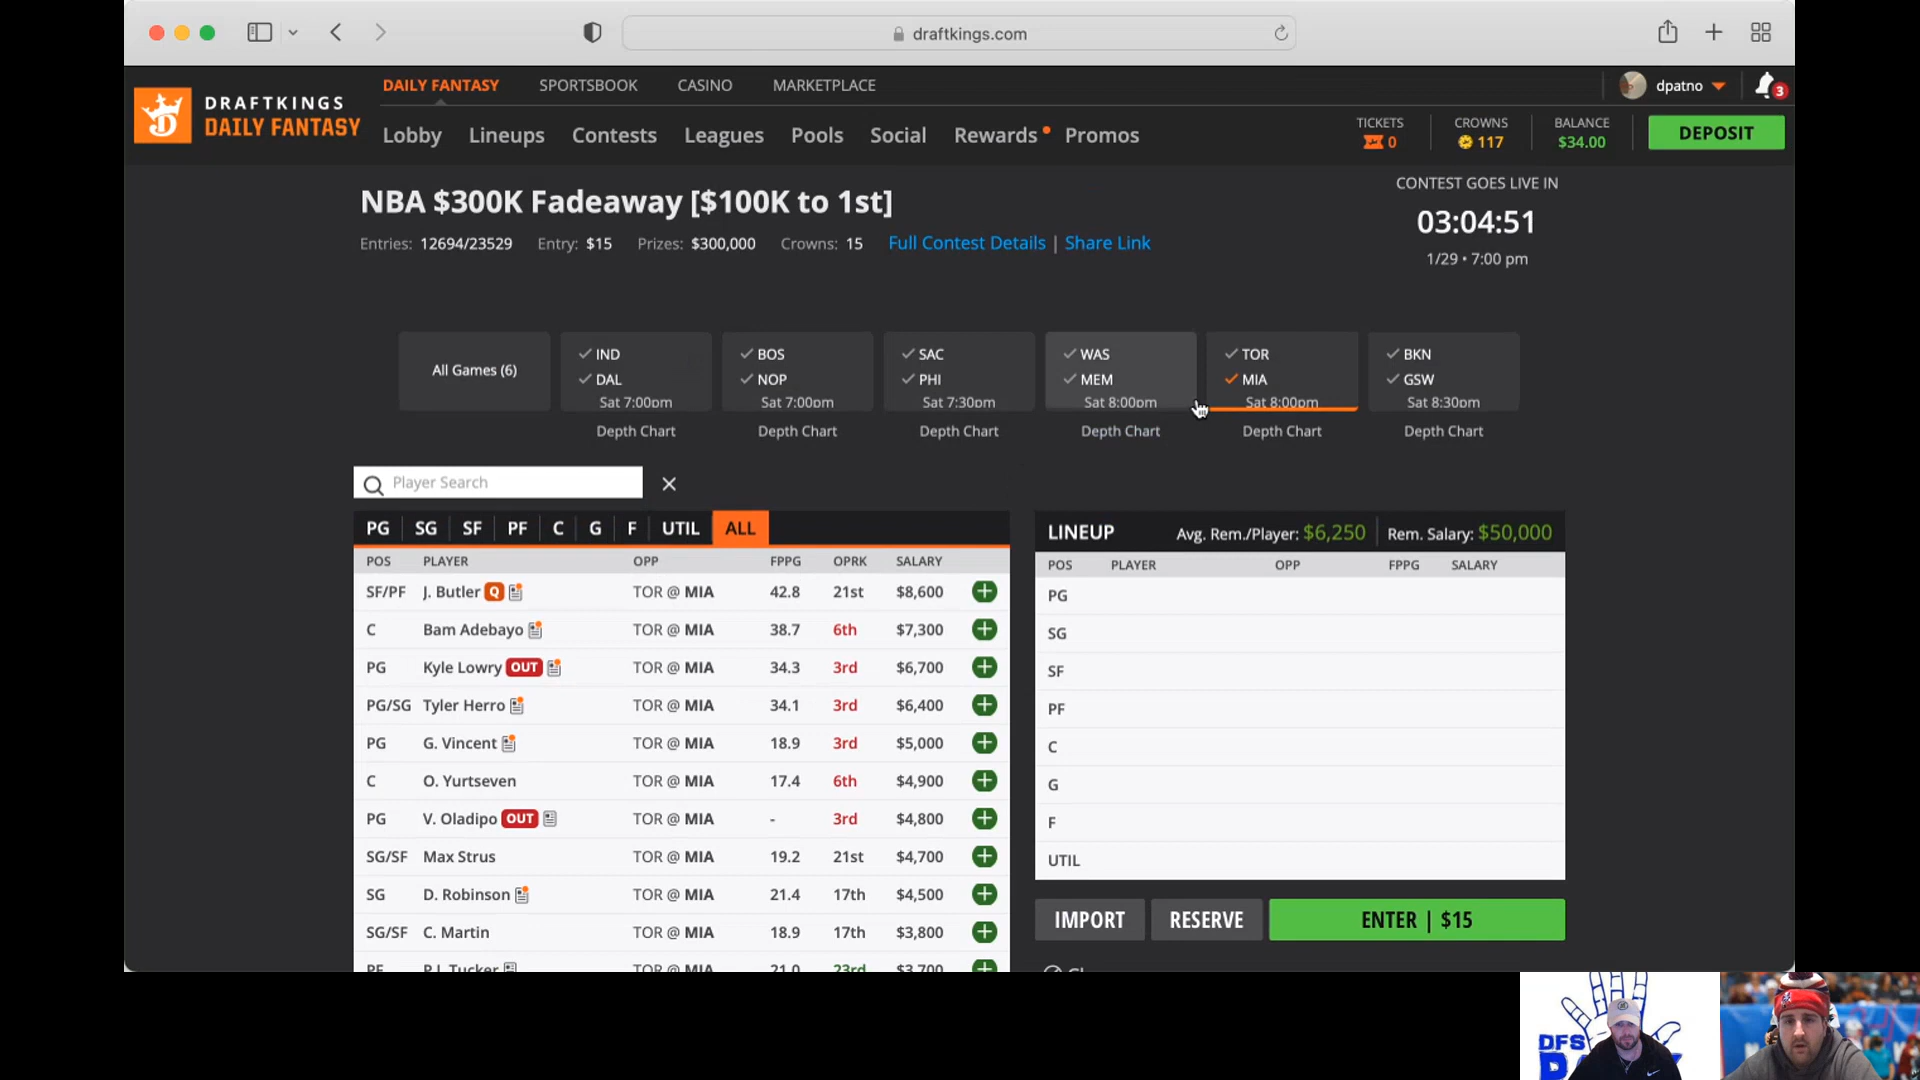 draftkings.com
DRAFTKINGS
DAILY FANTASY
DAILY FANTASY SPORTSBOOK CASINO MARKETPLACE
dpatno 3
Lobby Lineups Contests Leagues Pools Social Rewards Promos
TICKETS 0
CROWNS 117
BALANCE $34.00
DEPOSIT
NBA $300K Fadeaway [$100K to 1st]
Entries: 12694/23529 Entry: $15 Prizes: $300,000 Crowns: 15 Full Contest Details | Share Link
CONTEST GOES LIVE IN
03:04:51
1/29 • 7:00 pm
All Games (6)
IND DAL Sat 7:00pm Depth Chart
BOS NOP Sat 7:00pm Depth Chart
SAC PHI Sat 7:30pm Depth Chart
WAS MEM Sat 8:00pm Depth Chart
TOR MIA Sat 8:00pm Depth Chart
BKN GSW Sat 8:30pm Depth Chart
Player Search
PG SG SF PF C G F UTIL ALL
POS PLAYER OPP FPPG OPRK SALARY
SF/PF J. Butler Q TOR @ MIA 42.8 21st $8,600
C Bam Adebayo TOR @ MIA 38.7 6th $7,300
PG Kyle Lowry OUT TOR @ MIA 34.3 3rd $6,700
PG/SG Tyler Herro TOR @ MIA 34.1 3rd $6,400
PG G. Vincent TOR @ MIA 18.9 3rd $5,000
C O. Yurtseven TOR @ MIA 17.4 6th $4,900
PG V. Oladipo OUT TOR @ MIA - 3rd $4,800
SG/SF Max Strus TOR @ MIA 19.2 21st $4,700
SG D. Robinson TOR @ MIA 21.4 17th $4,500
SG/SF C. Martin TOR @ MIA 18.9 17th $3,800
PF P.J. Tucker TOR @ MIA 21.0 23rd $3,700
LINEUP Avg. Rem./Player: $6,250 Rem. Salary: $50,000
POS PLAYER OPP FPPG SALARY
PG
SG
SF
PF
C
G
F
UTIL
IMPORT RESERVE ENTER | $15
DFS